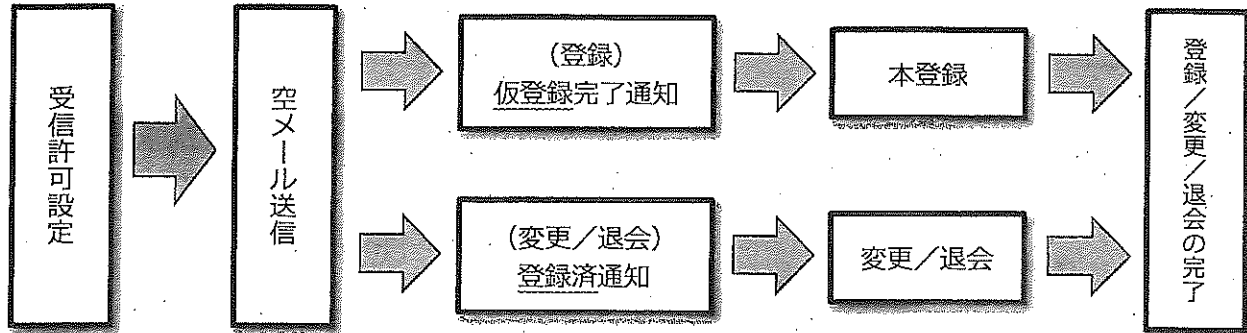 受信許可設定
空メール送信
(登録)
仮登録完了通知
本登録
(変更/退会)
登録済通知
変更/退会
登録/変更/退会の完了